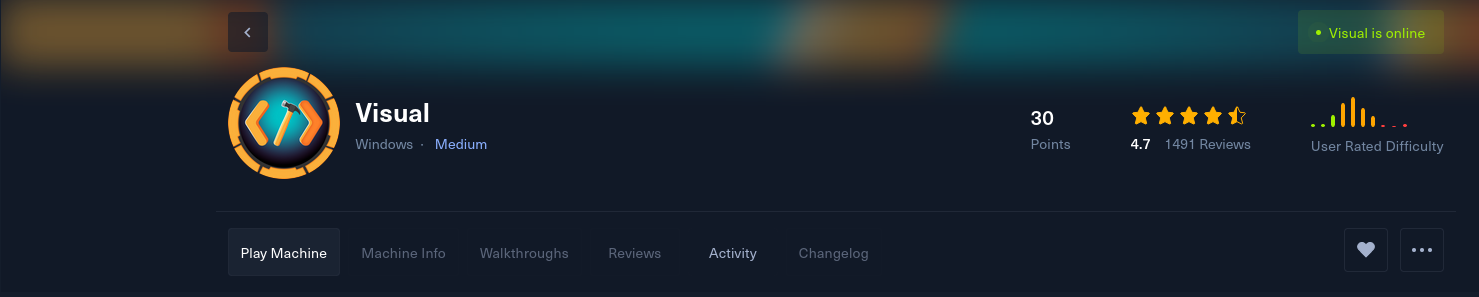 Visual is online
Visual
Windows · Medium
30
Points
4.7 1491 Reviews
User Rated Difficulty
Play Machine Machine Info Walkthroughs Reviews Activity Changelog